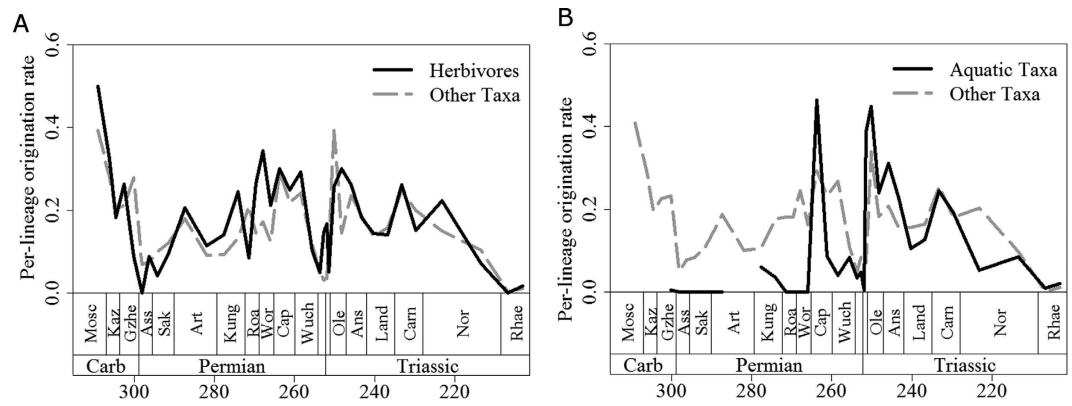 A
Per-lineage origination rate
0.6
0.4
0.2
0.0
Herbivores
Other Taxa
Mosc Kaz Gzhe Ass Sak Art Kung Roa Wor Cap Wuch Ole Ans Land Carn Nor Rhae
Carb Permian Triassic
300 280 260 240 220
B
Per-lineage origination rate
0.6
0.4
0.2
0.0
Aquatic Taxa
Other Taxa
Mosc Kaz Gzhe Ass Sak Art Kung Roa Wor Cap Wuch Ole Ans Land Carn Nor Rhae
Carb Permian Triassic
300 280 260 240 220